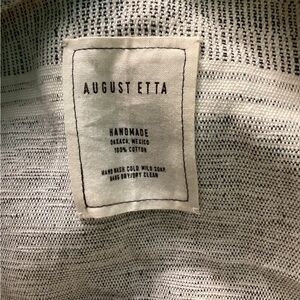 AUGUST ETTA
HANDMADE
OAXACA, MEXICO
100% COTTON
HAND WASH COLD MILD SOAP
HANG DRY/DRY CLEAN